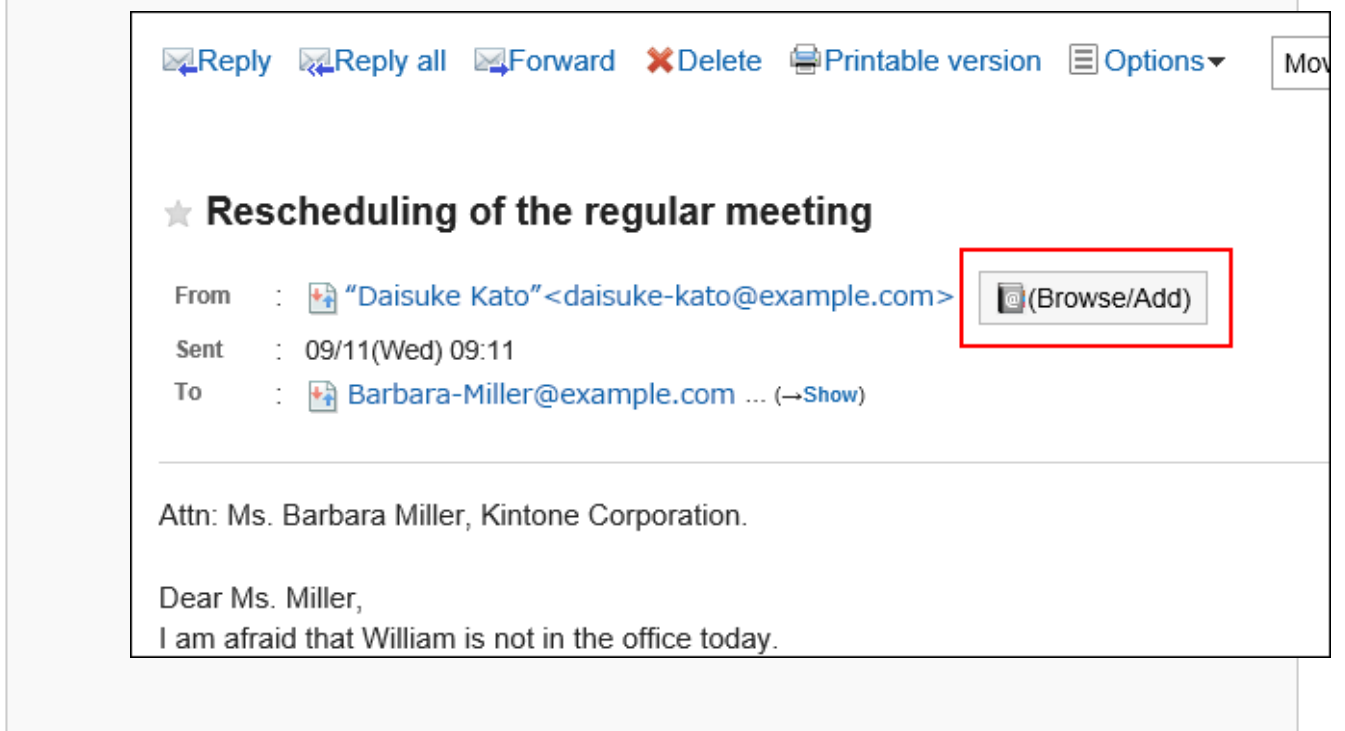 Reply Reply all Forward Delete Printable version Options Mov
Rescheduling of the regular meeting
From : "Daisuke Kato"<daisuke-kato@example.com> (Browse/Add)
Sent : 09/11(Wed) 09:11
To : Barbara-Miller@example.com ... (→Show)
Attn: Ms. Barbara Miller, Kintone Corporation.
Dear Ms. Miller,
I am afraid that William is not in the office today.